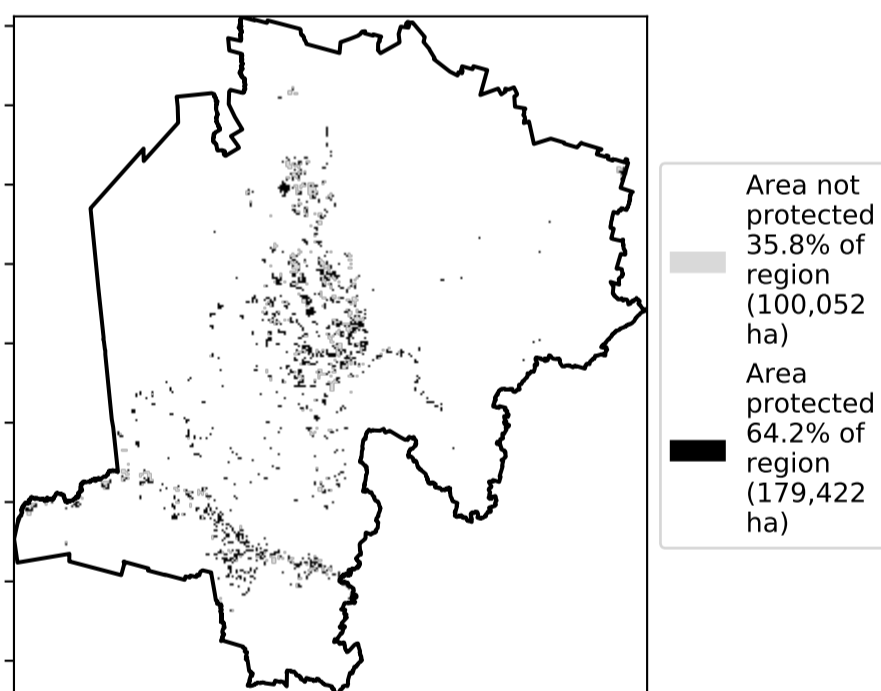 Area not
protected
35.8% of
region
(100,052
ha)
Area
protected
64.2% of
region
(179,422
ha)